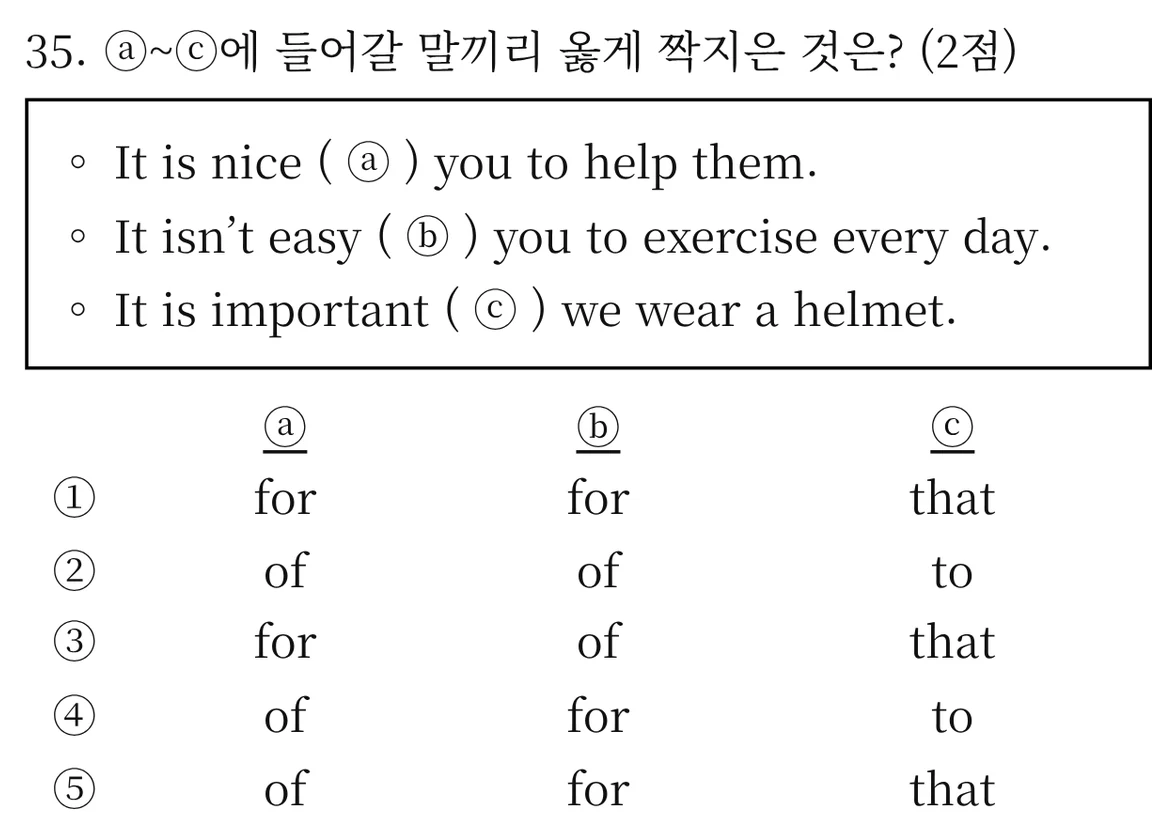 35. ⓐ~ⓒ에 들어갈 말끼리 옳게 짝지은 것은? (2점)
◦ It is nice ( ⓐ ) you to help them.
◦ It isn’t easy ( ⓑ ) you to exercise every day.
◦ It is important ( ⓒ ) we wear a helmet.
ⓐ ⓑ ⓒ
① for for that
② of of to
③ for of that
④ of for to
⑤ of for that